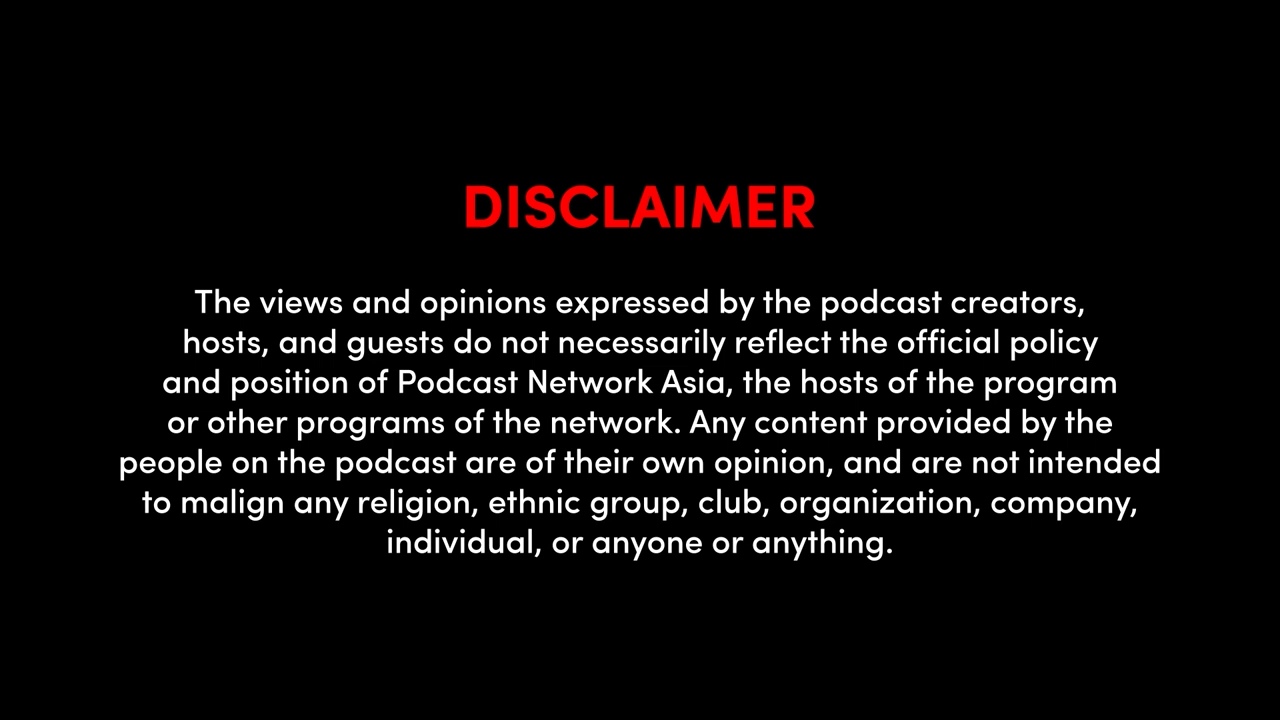 DISCLAIMER
The views and opinions expressed by the podcast creators,
hosts, and guests do not necessarily reflect the official policy
and position of Podcast Network Asia, the hosts of the program
or other programs of the network. Any content provided by the
people on the podcast are of their own opinion, and are not intended
to malign any religion, ethnic group, club, organization, company,
individual, or anyone or anything.